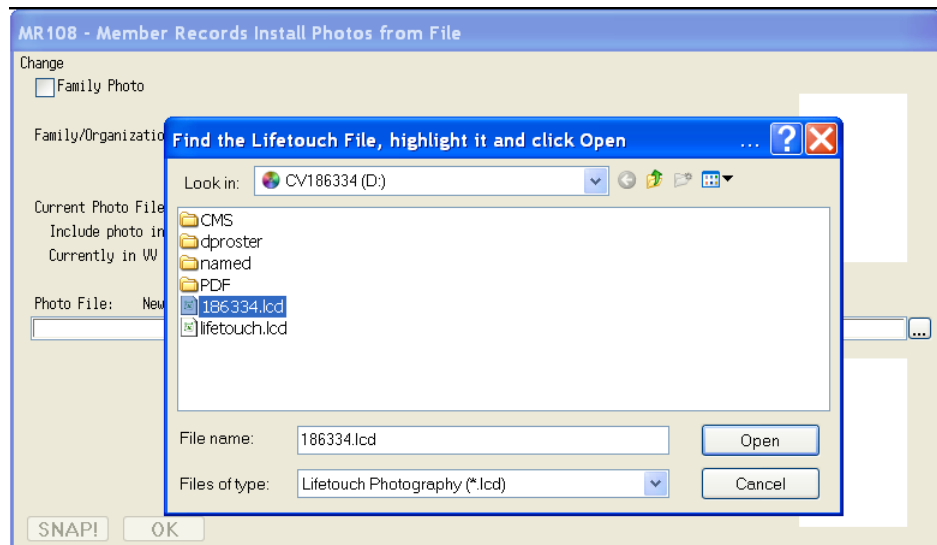 MR108 - Member Records Install Photos from File
Change
Family Photo
Family/Organizatio
Find the Lifetouch File, highlight it and click Open ...
Look in: CV186334 (D:)
Current Photo File
Include photo in
Currently in VV
CMS
dproster
named
PDF
186334.lcd
lifetouch.lcd
Photo File: New
...
File name: 186334.lcd Open
Files of type: Lifetouch Photography (*.lcd) Cancel
SNAP! OK